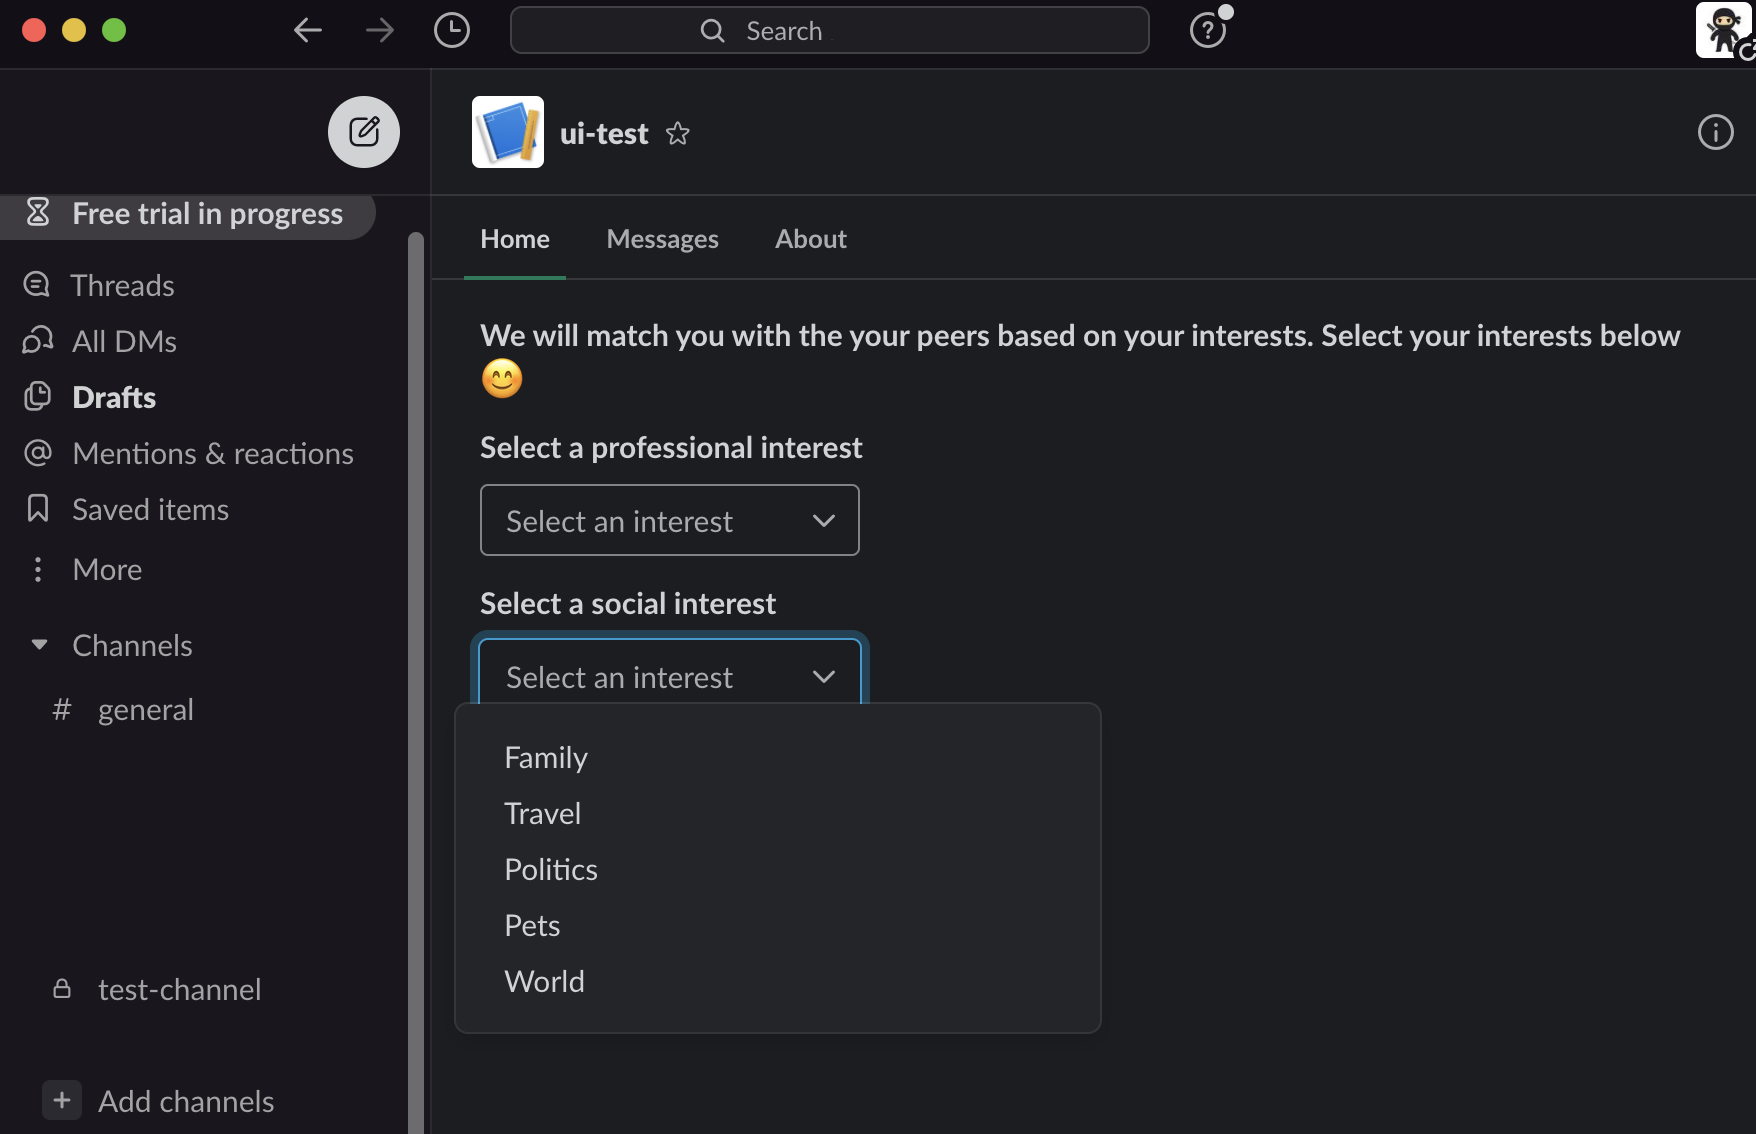 Search
ui-test
Free trial in progress
Threads
All DMs
Drafts
Mentions & reactions
Saved items
More
Channels
# general
test-channel
+ Add channels
Home Messages About
We will match you with the your peers based on your interests. Select your interests below
😊
Select a professional interest
Select an interest
Select a social interest
Select an interest
Family
Travel
Politics
Pets
World